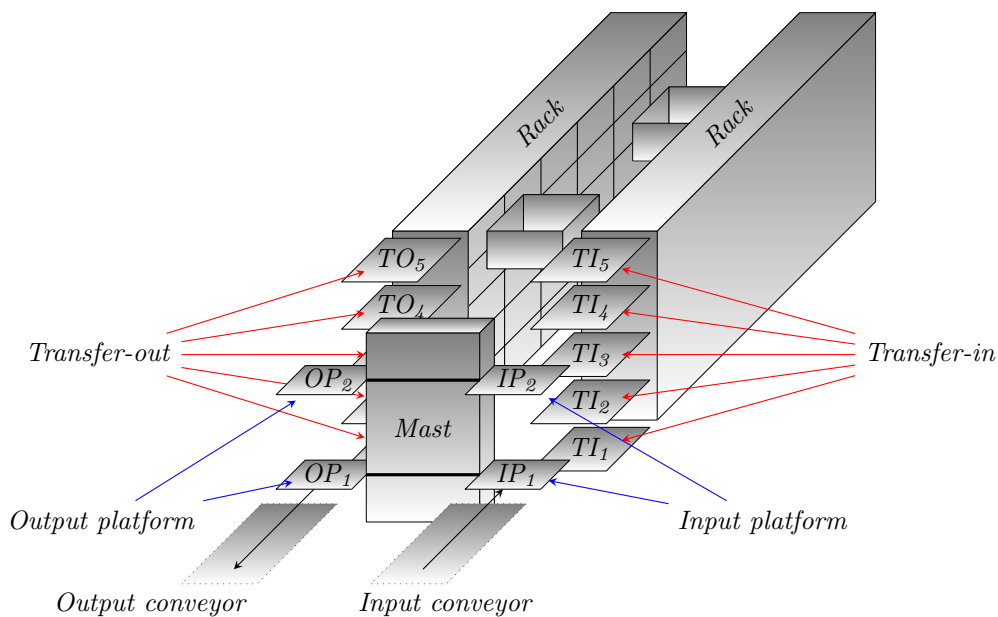 Rack
Rack
TO5
TI5
TO4
TI4
Transfer-out
TI3
Transfer-in
OP2
IP2
TI2
Mast
TI1
OP1
IP1
Output platform
Input platform
Output conveyor
Input conveyor